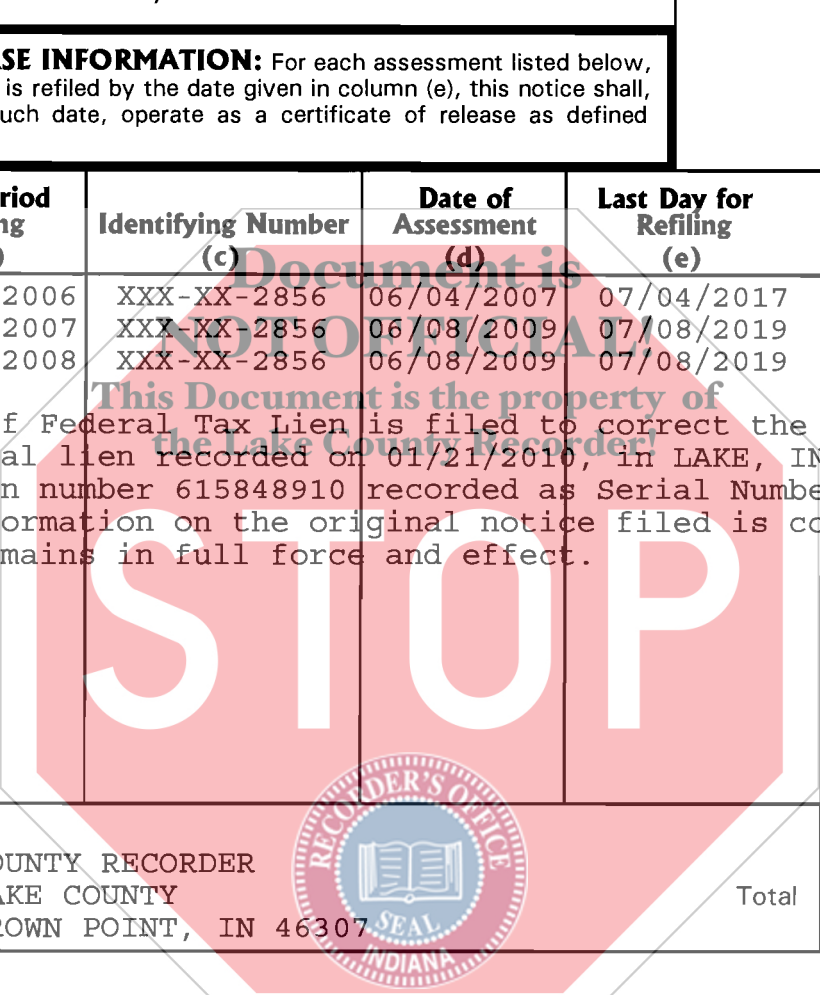 ASE INFORMATION: For each assessment listed below,
is refiled by the date given in column (e), this notice shall,
uch date, operate as a certificate of release as defined
riod
ng
Identifying Number
(c)
Date of
Assessment
(d)
Last Day for
Refiling
(e)
Document is
2006 XXX-XX-2856 06/04/2007 07/04/2017
2007 XXX-XX-2856 06/08/2009 07/08/2019
NOT OFFICIAL!
2008 XXX-XX-2856 06/08/2009 07/08/2019
This Document is the property of
f Federal Tax Lien is filed to correct the
the Lake County Recorder!
al lien recorded on 01/21/2010, in LAKE, IN
n number 615848910 recorded as Serial Numbe
ormation on the original notice filed is co
mains in full force and effect.
STOP
OUNTY RECORDER
AKE COUNTY
ROWN POINT, IN 46307
Total
RECORDER'S OFFICE
SEAL
INDIANA